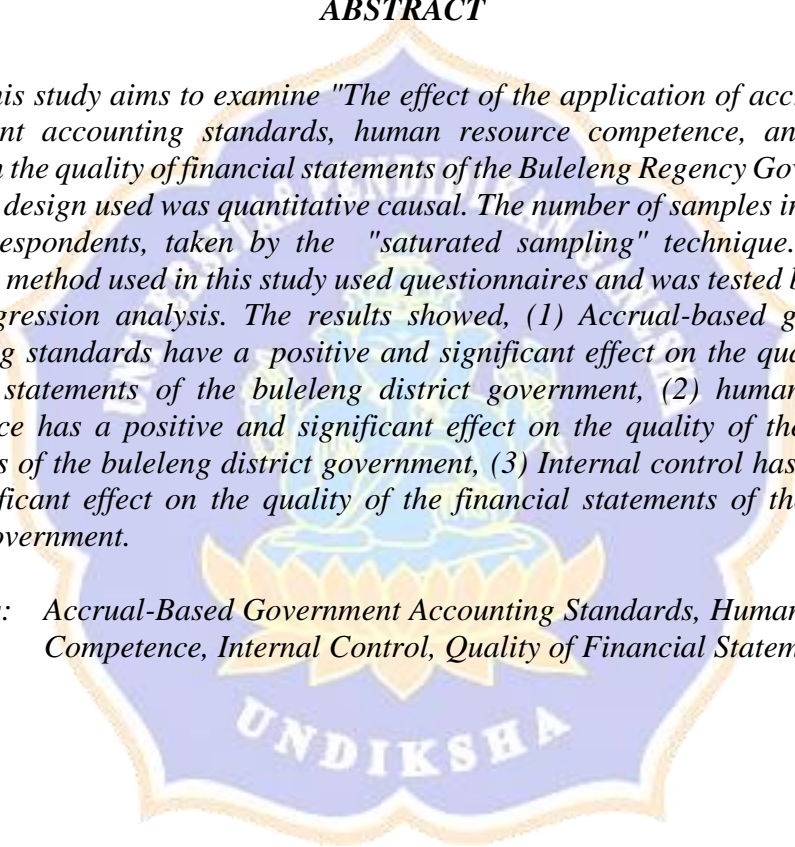 ABSTRACT
his study aims to examine "The effect of the application of acc
nt accounting standards, human resource competence, an
n the quality of financial statements of the Buleleng Regency Gov
design used was quantitative causal. The number of samples in
espondents, taken by the "saturated sampling" technique.
method used in this study used questionnaires and was tested b
gression analysis. The results showed, (1) Accrual-based g
g standards have a positive and significant effect on the qua
statements of the buleleng district government, (2) human
ce has a positive and significant effect on the quality of the
s of the buleleng district government, (3) Internal control has
ficant effect on the quality of the financial statements of the
overnment.
: Accrual-Based Government Accounting Standards, Human
Competence, Internal Control, Quality of Financial Statem
UNIVERSITAS PENDIDIKAN GANESHA
UNDIKSHA